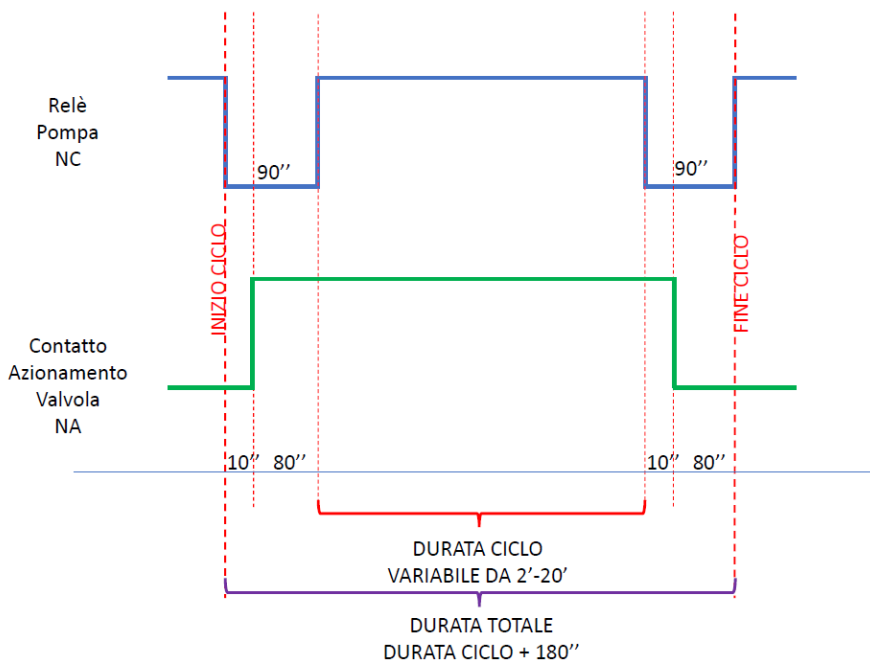 Relè
Pompa
NC
90’’
90’’
INIZIO CICLO
FINE CICLO
Contatto
Azionamento
Valvola
NA
10’’ 80’’
10’’ 80’’
DURATA CICLO
VARIABILE DA 2’-20’
DURATA TOTALE
DURATA CICLO + 180’’